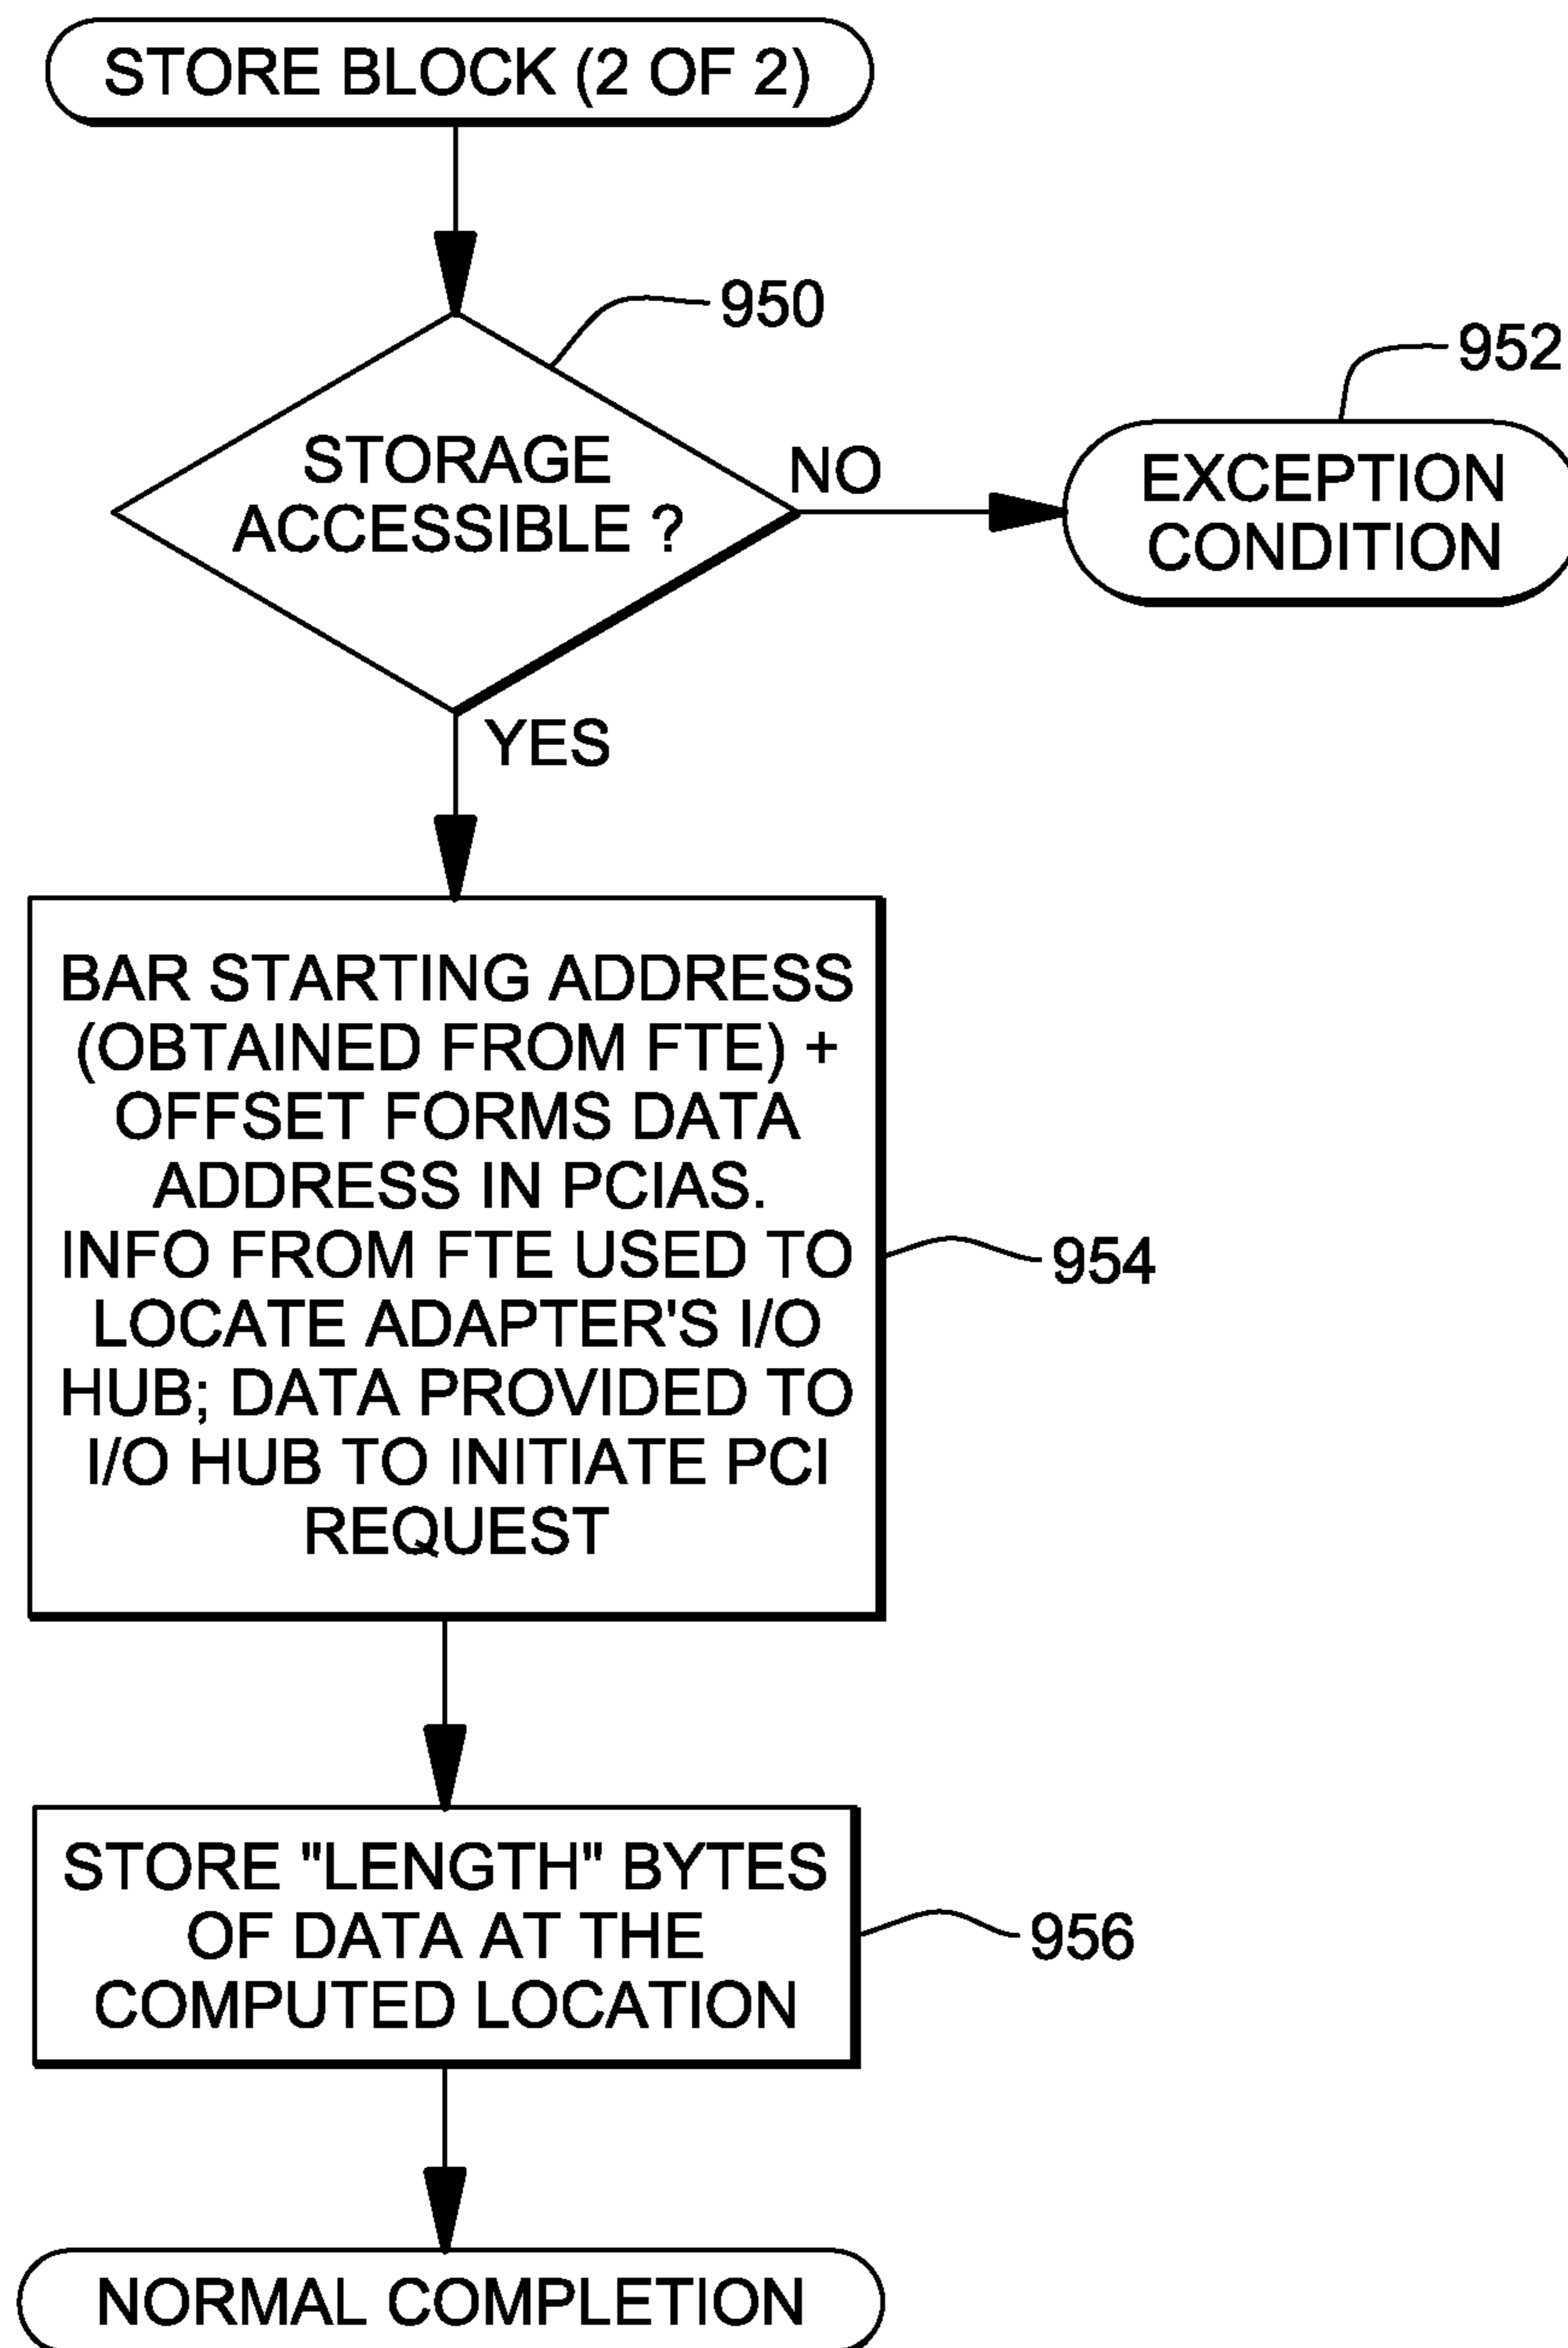 STORE BLOCK (2 OF 2)
950
952
STORAGE
ACCESSIBLE ?
NO
EXCEPTION
CONDITION
YES
BAR STARTING ADDRESS
(OBTAINED FROM FTE) +
OFFSET FORMS DATA
ADDRESS IN PCIAS.
INFO FROM FTE USED TO
LOCATE ADAPTER'S I/O
HUB; DATA PROVIDED TO
I/O HUB TO INITIATE PCI
REQUEST
954
STORE "LENGTH" BYTES
OF DATA AT THE
COMPUTED LOCATION
956
NORMAL COMPLETION